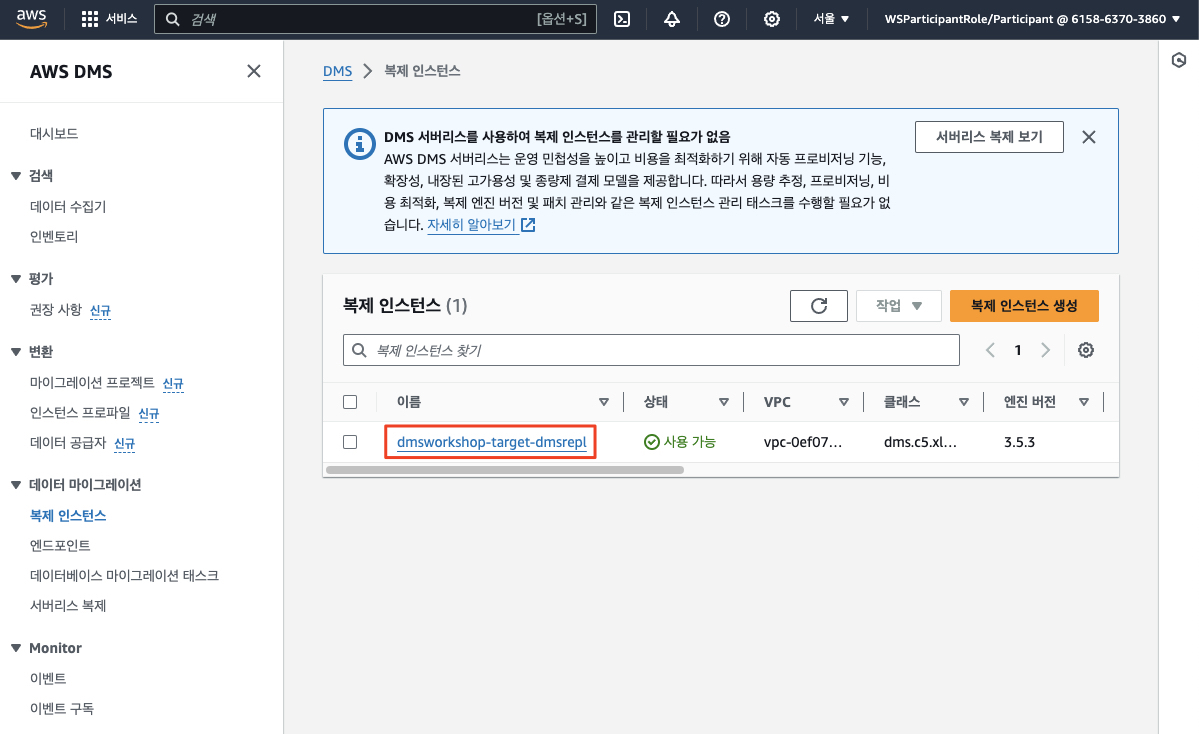 aws
서비스
검색
[옵션+S]
서울 ▼
WSParticipantRole/Participant @ 6158-6370-3860 ▼
AWS DMS
대시보드
검색
데이터 수집기
인벤토리
평가
권장 사항 신규
변환
마이그레이션 프로젝트 신규
인스턴스 프로파일 신규
데이터 공급자 신규
데이터 마이그레이션
복제 인스턴스
엔드포인트
데이터베이스 마이그레이션 태스크
서버리스 복제
Monitor
이벤트
이벤트 구독
DMS > 복제 인스턴스
DMS 서버리스를 사용하여 복제 인스턴스를 관리할 필요가 없음
AWS DMS 서버리스는 운영 민첩성을 높이고 비용을 최적화하기 위해 자동 프로비저닝 기능,
확장성, 내장된 고가용성 및 종량제 결제 모델을 제공합니다. 따라서 용량 추정, 프로비저닝, 비
용 최적화, 복제 엔진 버전 및 패치 관리와 같은 복제 인스턴스 관리 태스크를 수행할 필요가 없
습니다. 자세히 알아보기
서버리스 복제 보기
복제 인스턴스 (1)
작업 ▼
복제 인스턴스 생성
복제 인스턴스 찾기
1
이름 상태 VPC 클래스 엔진 버전
dmsworkshop-target-dmsrepl 사용 가능 vpc-0ef07... dms.c5.xl... 3.5.3